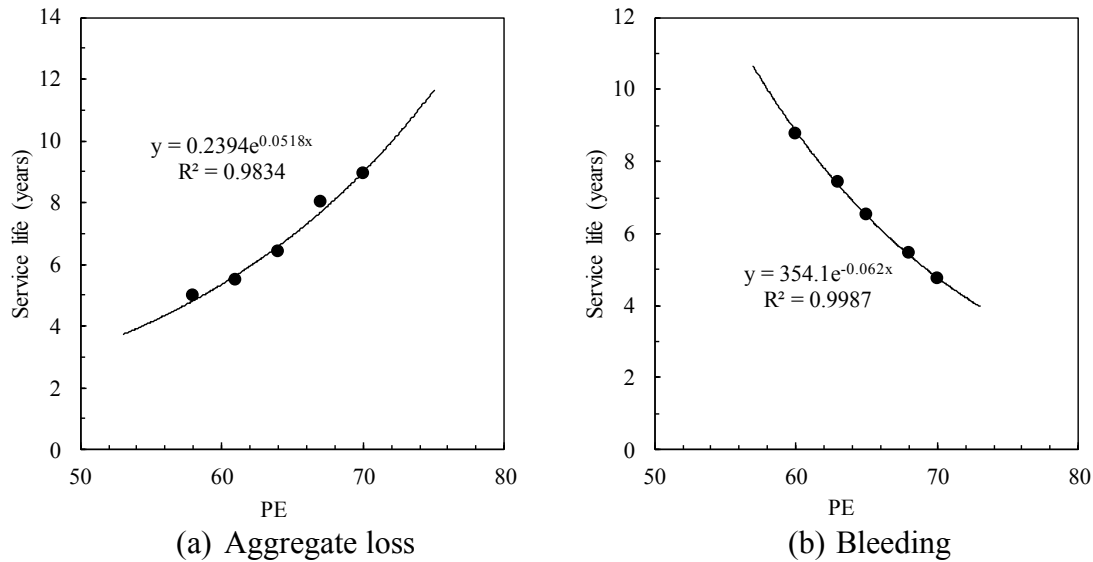 14
12
10
8
6
4
2
0
Service life (years)
y = 0.2394e^0.0518x
R² = 0.9834
50
60
70
80
PE
(a) Aggregate loss
12
10
8
6
4
2
0
Service life (years)
y = 354.1e^-0.062x
R² = 0.9987
50
60
70
80
PE
(b) Bleeding